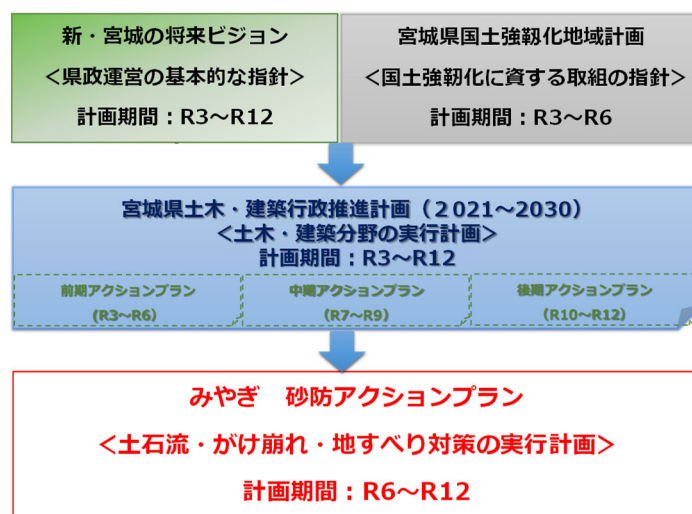 新・宮城の将来ビジョン
＜県政運営の基本的な指針＞
計画期間：R3～R12
宮城県国土強靱化地域計画
＜国土強靱化に資する取組の指針＞
計画期間：R3～R6
宮城県土木・建築行政推進計画（２０２１～２０３０）
＜土木・建築分野の実行計画＞
計画期間：R3～R12
前期アクションプラン
（R3～R6）
中期アクションプラン
（R7～R9）
後期アクションプラン
（R10～R12）
みやぎ　砂防アクションプラン
＜土石流・がけ崩れ・地すべり対策の実行計画＞
計画期間：R6～R12